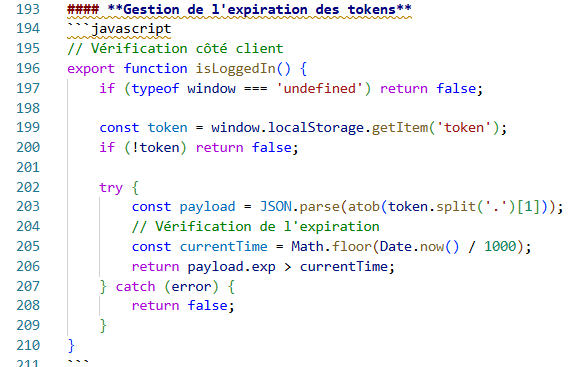 193 #### **Gestion de l'expiration des tokens**
194 ```javascript
195 // Vérification côté client
196 export function isLoggedIn() {
197     if (typeof window === 'undefined') return false;
198
199     const token = window.localStorage.getItem('token');
200     if (!token) return false;
201
202     try {
203         const payload = JSON.parse(atob(token.split('.')[1]));
204         // Vérification de l'expiration
205         const currentTime = Math.floor(Date.now() / 1000);
206         return payload.exp > currentTime;
207     } catch (error) {
208         return false;
209     }
210 }
211 ```